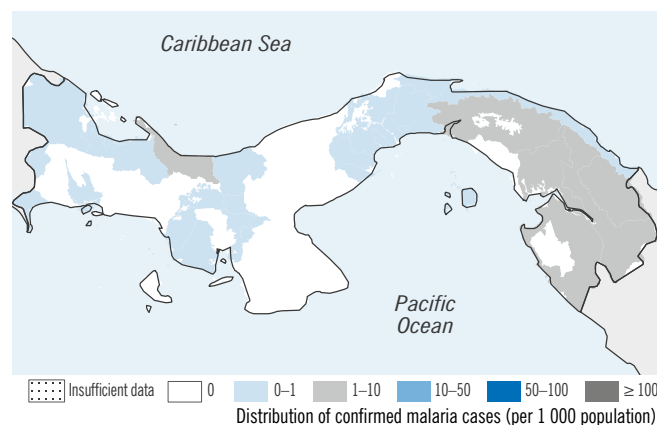 Caribbean Sea
Pacific
Ocean
Insufficient data 0 0–1 1–10 10–50 50–100 ≥ 100
Distribution of confirmed malaria cases (per 1 000 population)